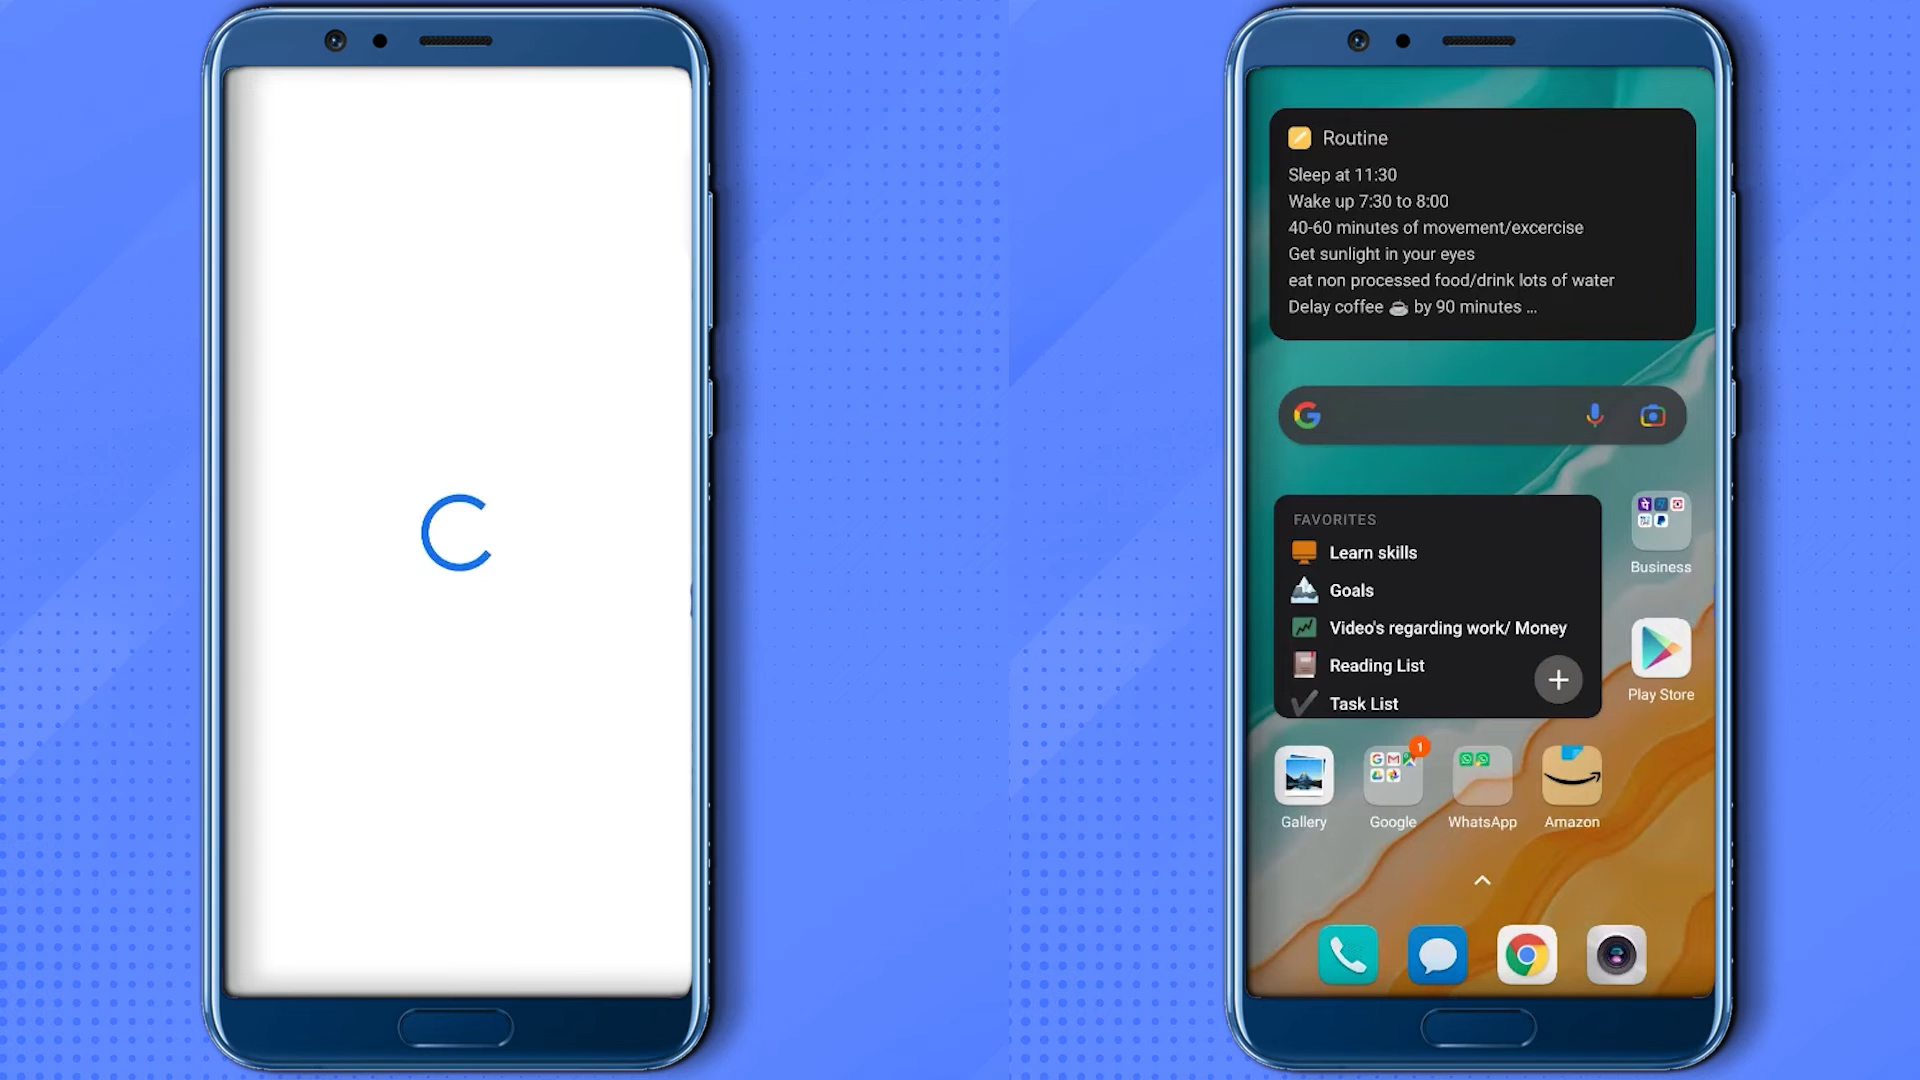 Routine
Sleep at 11:30
Wake up 7:30 to 8:00
40-60 minutes of movement/excercise
Get sunlight in your eyes
eat non processed food/drink lots of water
Delay coffee ☕ by 90 minutes ...
FAVORITES
Learn skills
Goals
Video's regarding work/ Money
Reading List
Task List
Business
Play Store
1
Gallery
Google
WhatsApp
Amazon